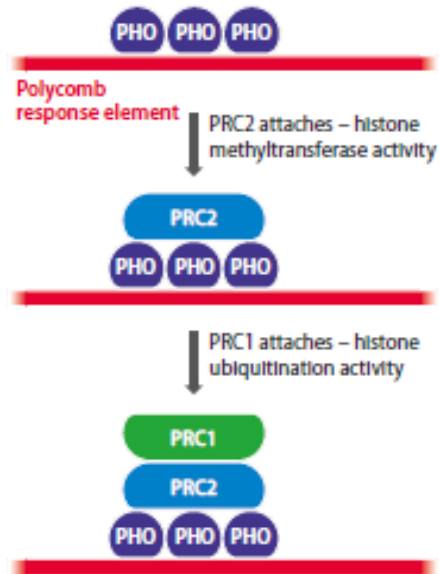 PHO PHO PHO
Polycomb
response element
PRC2 attaches – histone
methyltransferase activity
PRC2
PHO PHO PHO
PRC1 attaches – histone
ubiquitination activity
PRC1
PRC2
PHO PHO PHO